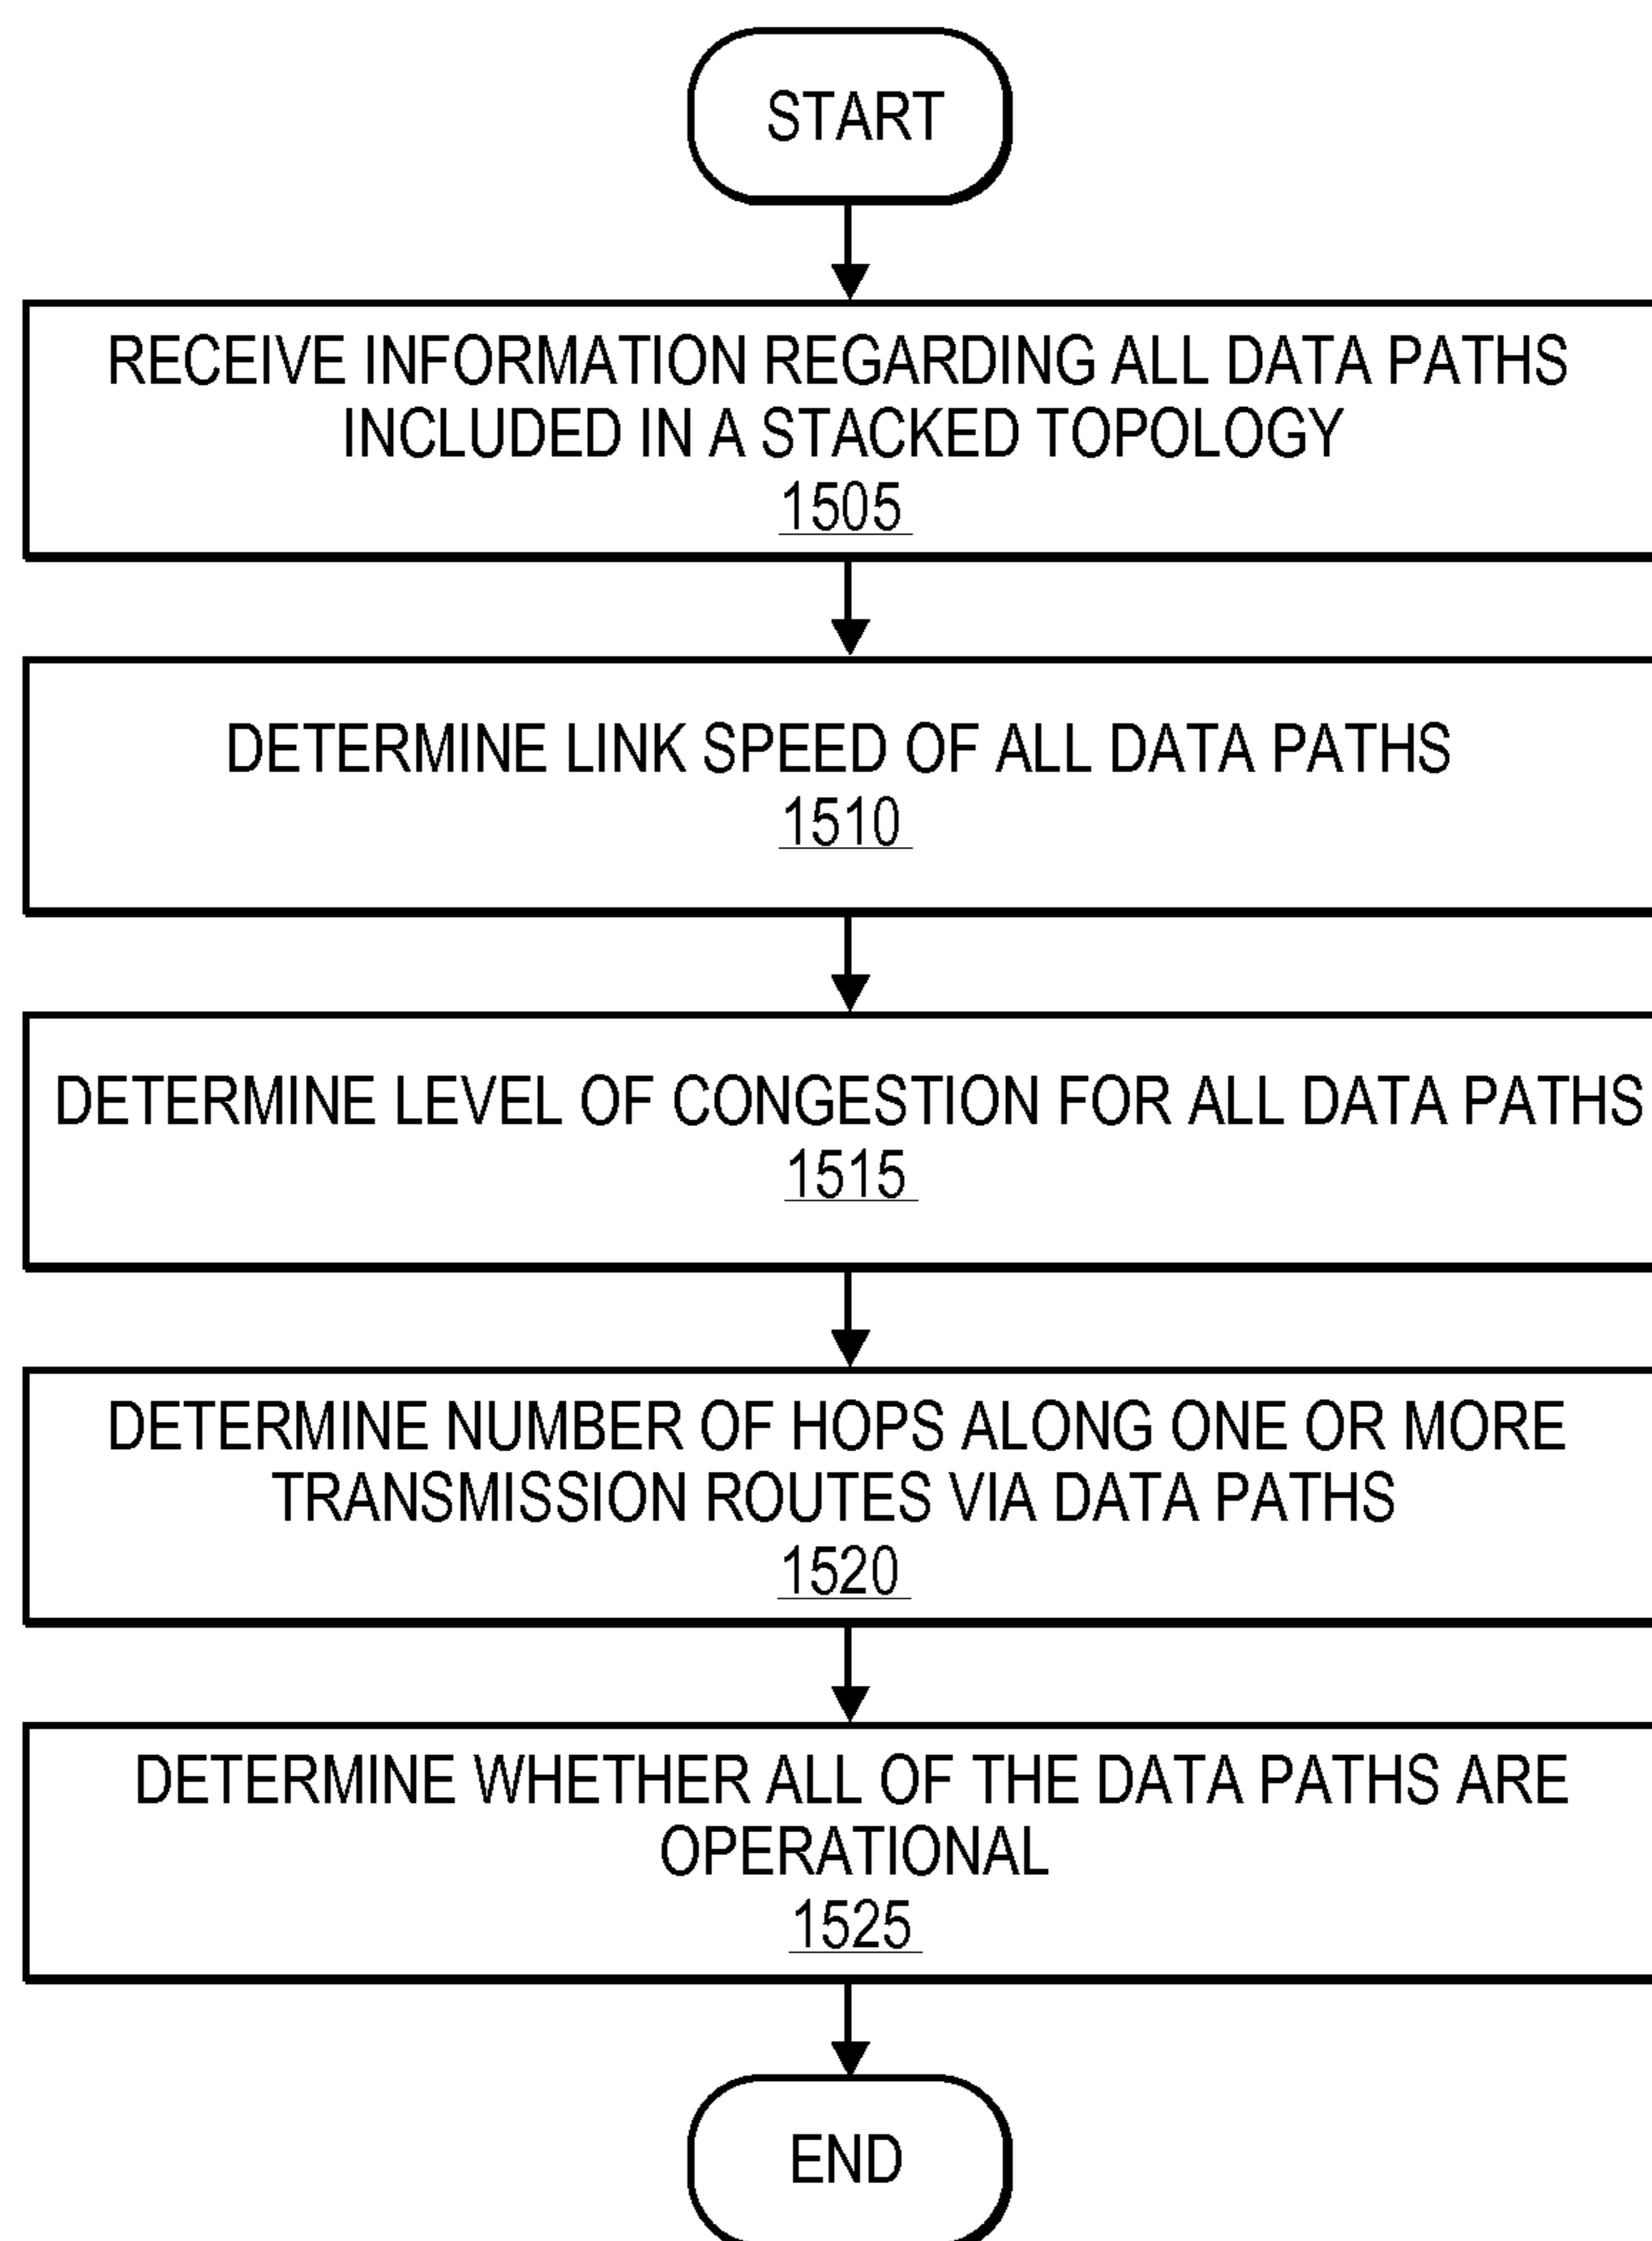 START
RECEIVE INFORMATION REGARDING ALL DATA PATHS
INCLUDED IN A STACKED TOPOLOGY
1505
DETERMINE LINK SPEED OF ALL DATA PATHS
1510
DETERMINE LEVEL OF CONGESTION FOR ALL DATA PATHS
1515
DETERMINE NUMBER OF HOPS ALONG ONE OR MORE
TRANSMISSION ROUTES VIA DATA PATHS
1520
DETERMINE WHETHER ALL OF THE DATA PATHS ARE
OPERATIONAL
1525
END